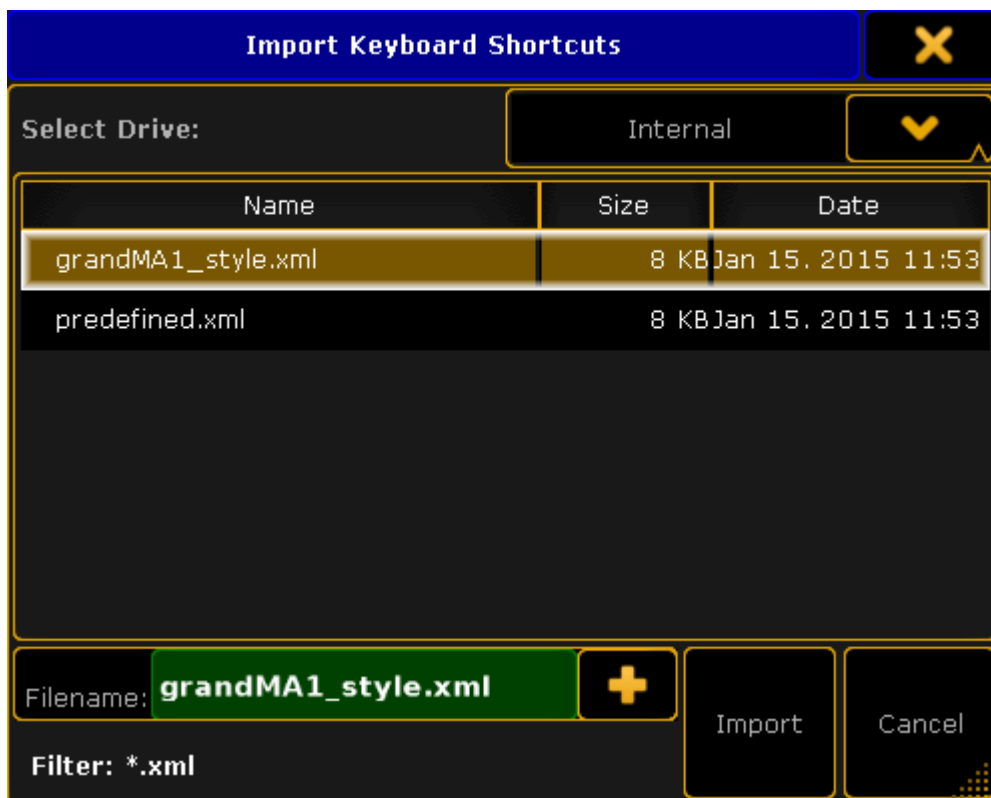 Import Keyboard Shortcuts
Select Drive: Internal
Name Size Date
grandMA1_style.xml 8 KB Jan 15. 2015 11:53
predefined.xml 8 KB Jan 15. 2015 11:53
Filename: grandMA1_style.xml
Import Cancel
Filter: *.xml